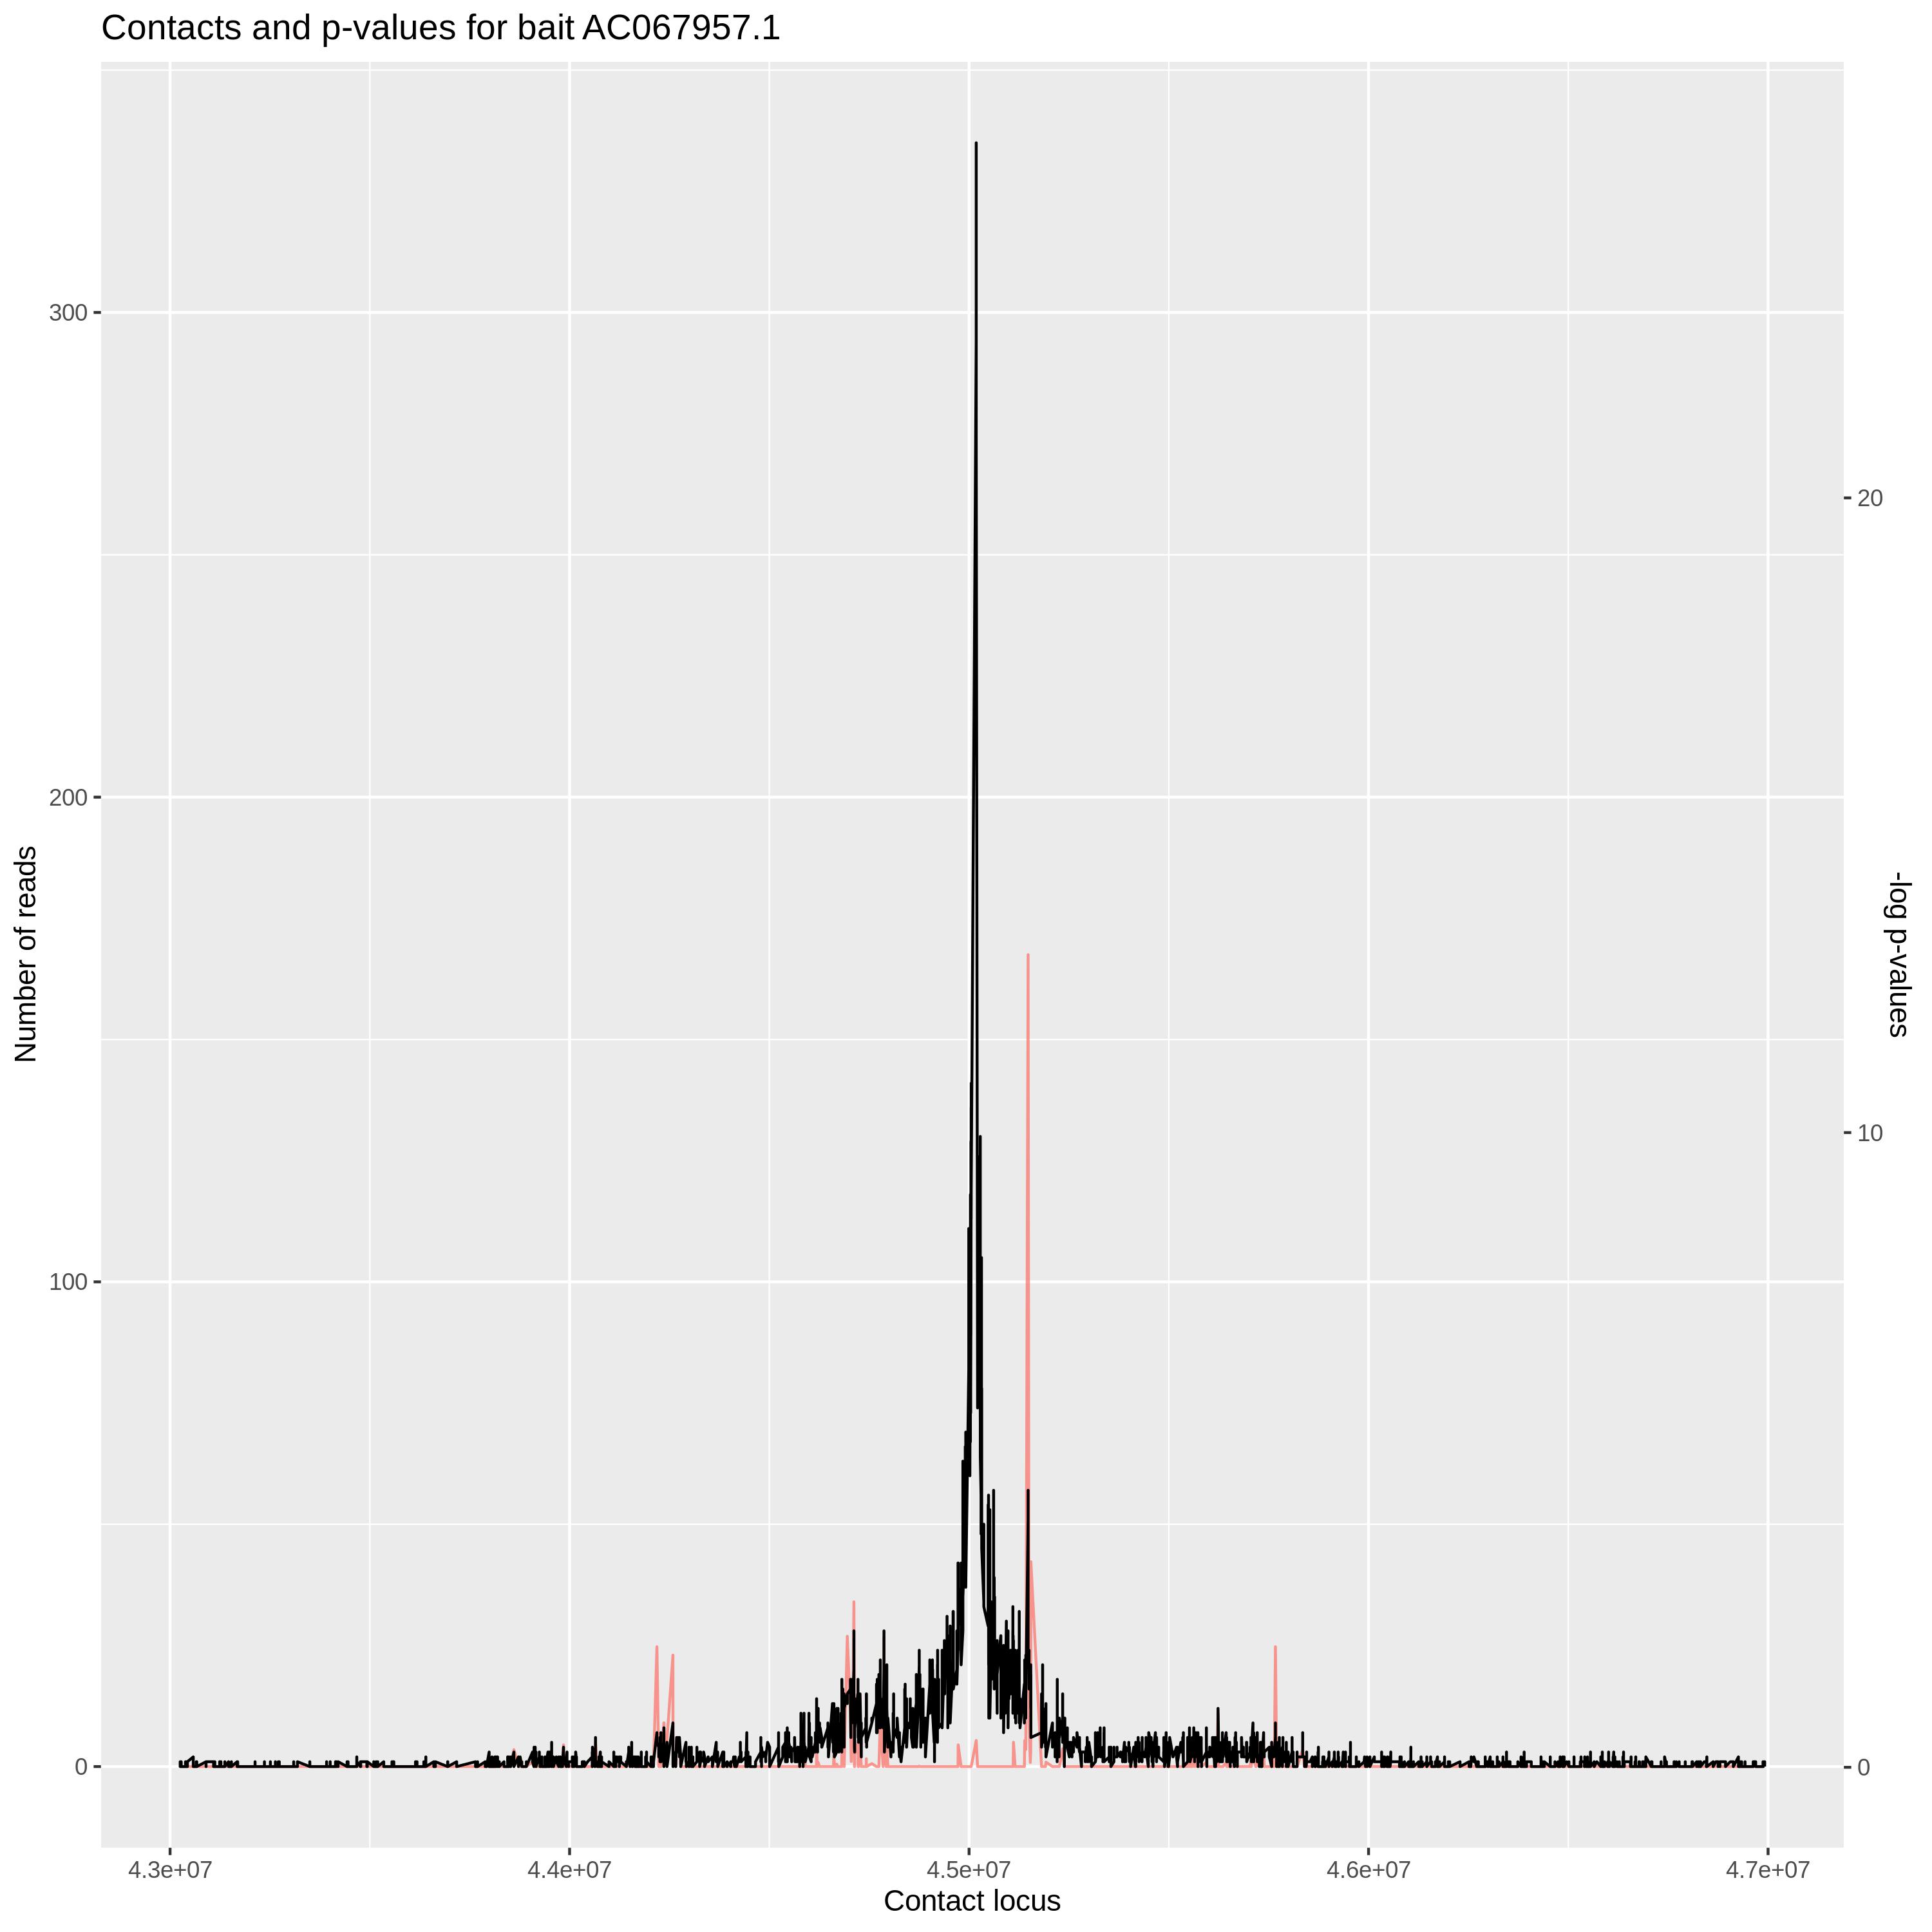 Contacts and p-values for bait AC067957.1
Number of reads
300
200
100
0
20
10
0
-log p-values
4.3e+07
4.4e+07
4.5e+07
4.6e+07
4.7e+07
Contact locus